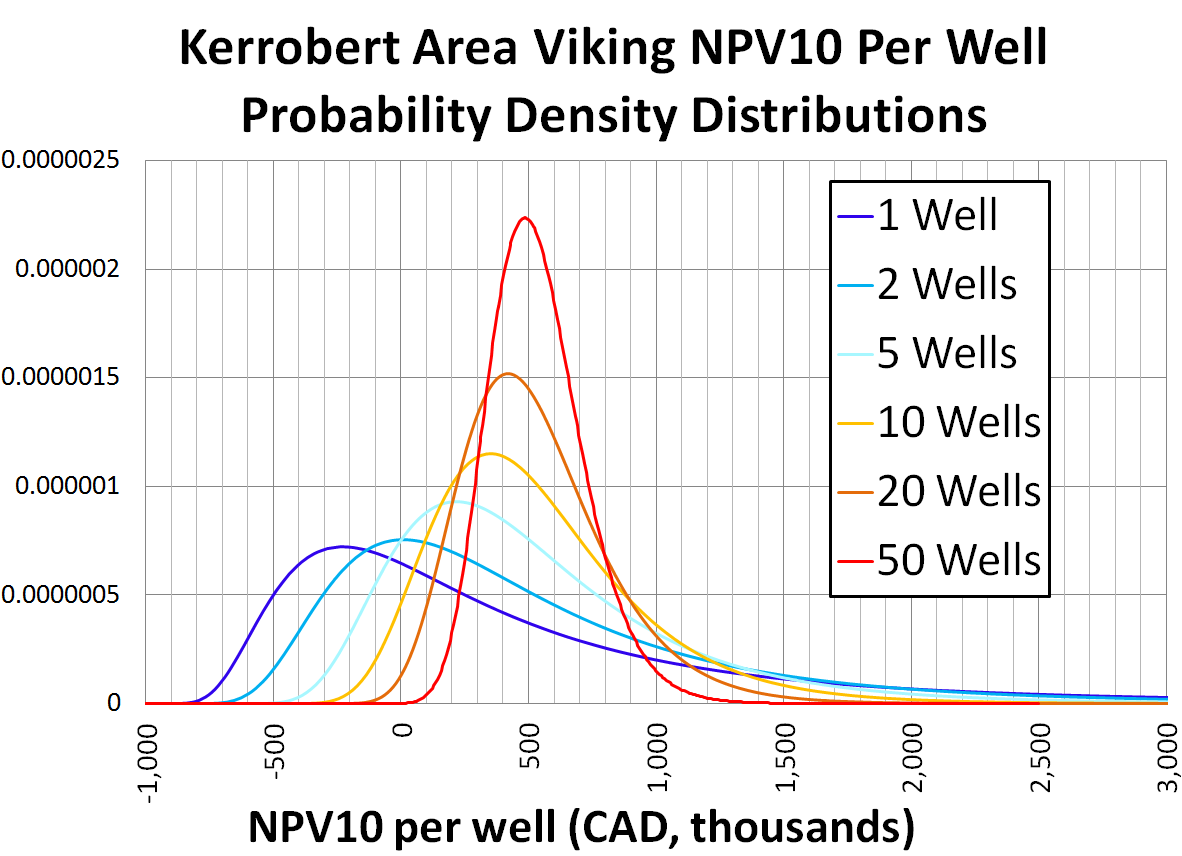 Kerrobert Area Viking NPV10 Per Well
Probability Density Distributions
0.0000025
0.000002
0.0000015
0.000001
0.0000005
0
1 Well
2 Wells
5 Wells
10 Wells
20 Wells
50 Wells
-1,000
-500
0
500
1,000
1,500
2,000
2,500
3,000
NPV10 per well (CAD, thousands)